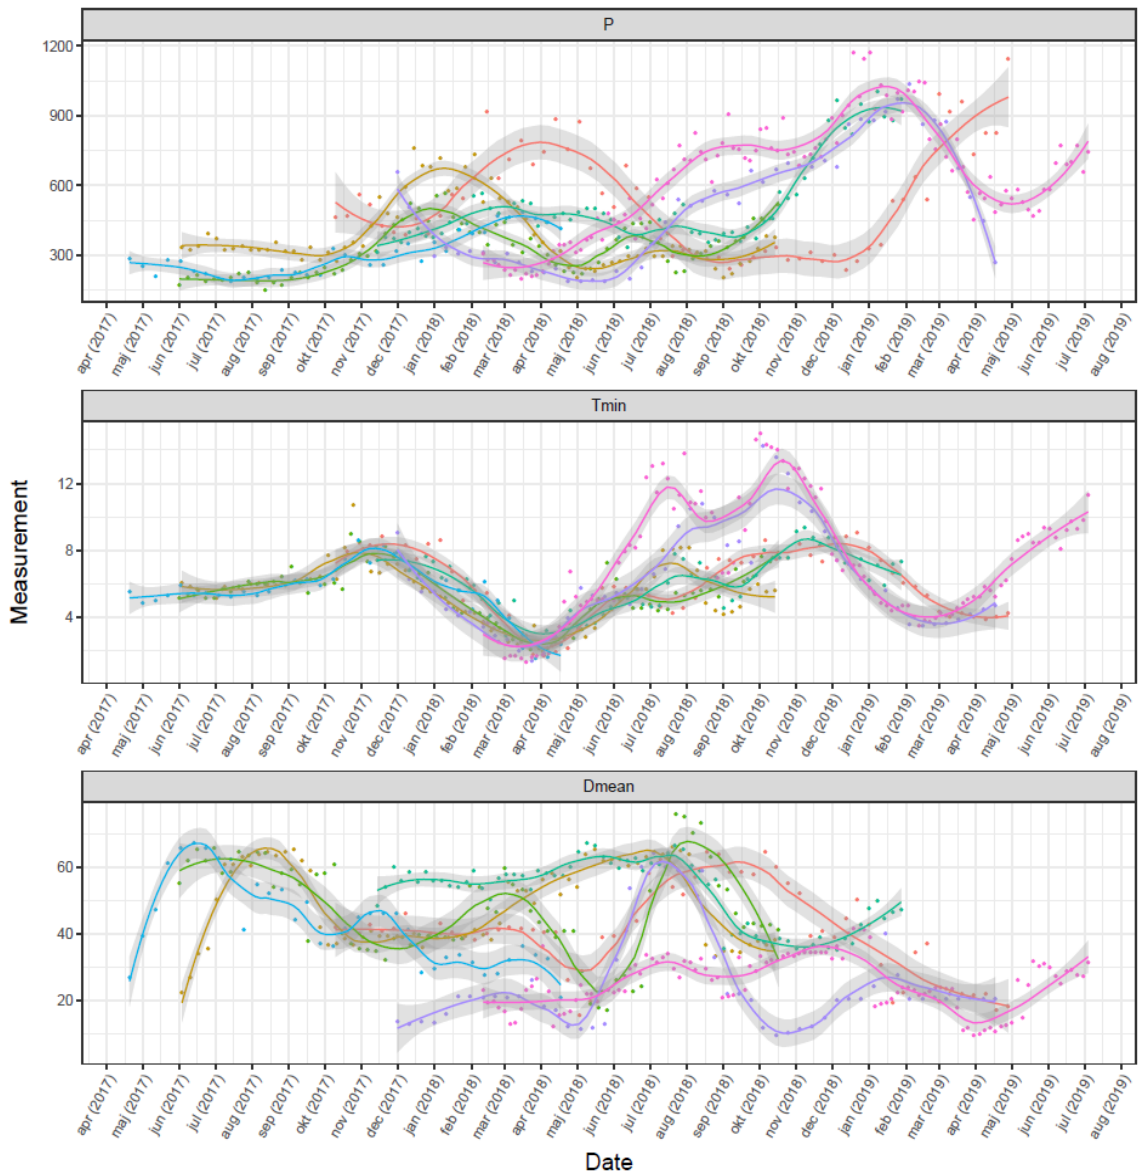 P
1200
900
600
300
apr (2017)
maj (2017)
jun (2017)
jul (2017)
aug (2017)
sep (2017)
okt (2017)
nov (2017)
dec (2017)
jan (2018)
feb (2018)
mar (2018)
apr (2018)
maj (2018)
jun (2018)
jul (2018)
aug (2018)
sep (2018)
okt (2018)
nov (2018)
dec (2018)
jan (2019)
feb (2019)
mar (2019)
apr (2019)
maj (2019)
jun (2019)
jul (2019)
aug (2019)
Measurement
Tmin
12
8
4
apr (2017)
maj (2017)
jun (2017)
jul (2017)
aug (2017)
sep (2017)
okt (2017)
nov (2017)
dec (2017)
jan (2018)
feb (2018)
mar (2018)
apr (2018)
maj (2018)
jun (2018)
jul (2018)
aug (2018)
sep (2018)
okt (2018)
nov (2018)
dec (2018)
jan (2019)
feb (2019)
mar (2019)
apr (2019)
maj (2019)
jun (2019)
jul (2019)
aug (2019)
Dmean
60
40
20
apr (2017)
maj (2017)
jun (2017)
jul (2017)
aug (2017)
sep (2017)
okt (2017)
nov (2017)
dec (2017)
jan (2018)
feb (2018)
mar (2018)
apr (2018)
maj (2018)
jun (2018)
jul (2018)
aug (2018)
sep (2018)
okt (2018)
nov (2018)
dec (2018)
jan (2019)
feb (2019)
mar (2019)
apr (2019)
maj (2019)
jun (2019)
jul (2019)
aug (2019)
Date